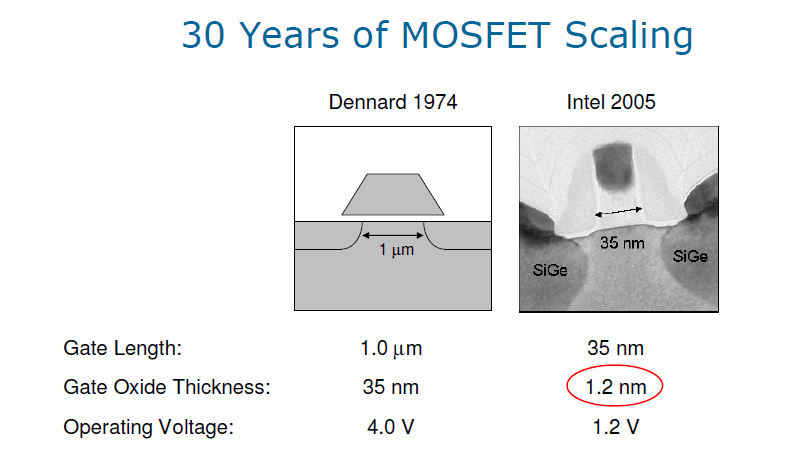 30 Years of MOSFET Scaling
Dennard 1974 Intel 2005
1 μm
35 nm
SiGe
SiGe
Gate Length: 1.0 μm 35 nm
Gate Oxide Thickness: 35 nm 1.2 nm
Operating Voltage: 4.0 V 1.2 V